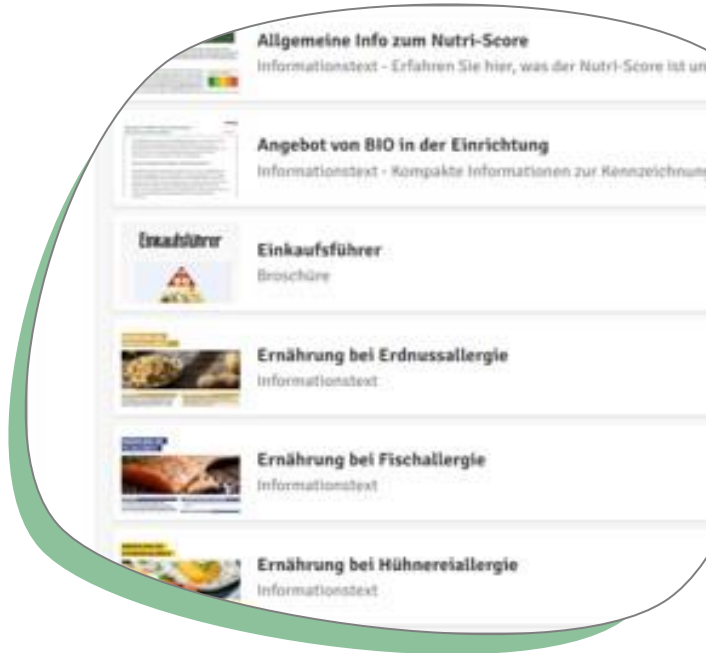 Allgemeine Info zum Nutri-Score
Informationstext - Erfahren Sie hier, was der Nutri-Score ist un
Angebot von BIO in der Einrichtung
Informationstext - Kompakte Informationen zur Kennzeichnung
Einkaufsführer
Einkaufsführer
Broschüre
Ernährung bei Erdnussallergie
Informationstext
Ernährung bei Fischallergie
Informationstext
Ernährung bei Hühnereiallergie
Informationstext